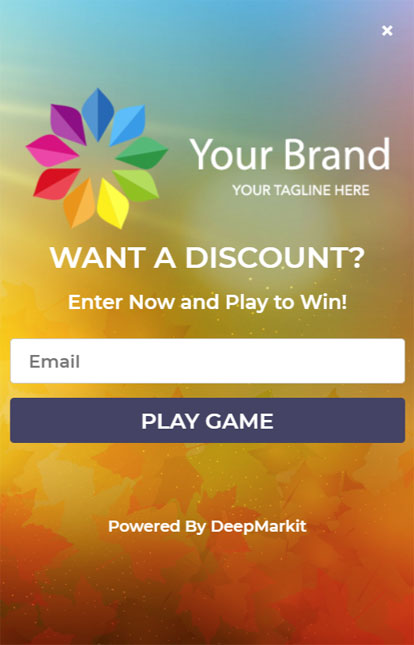 ×
Your Brand
YOUR TAGLINE HERE
WANT A DISCOUNT?
Enter Now and Play to Win!
Email
PLAY GAME
Powered By DeepMarkit